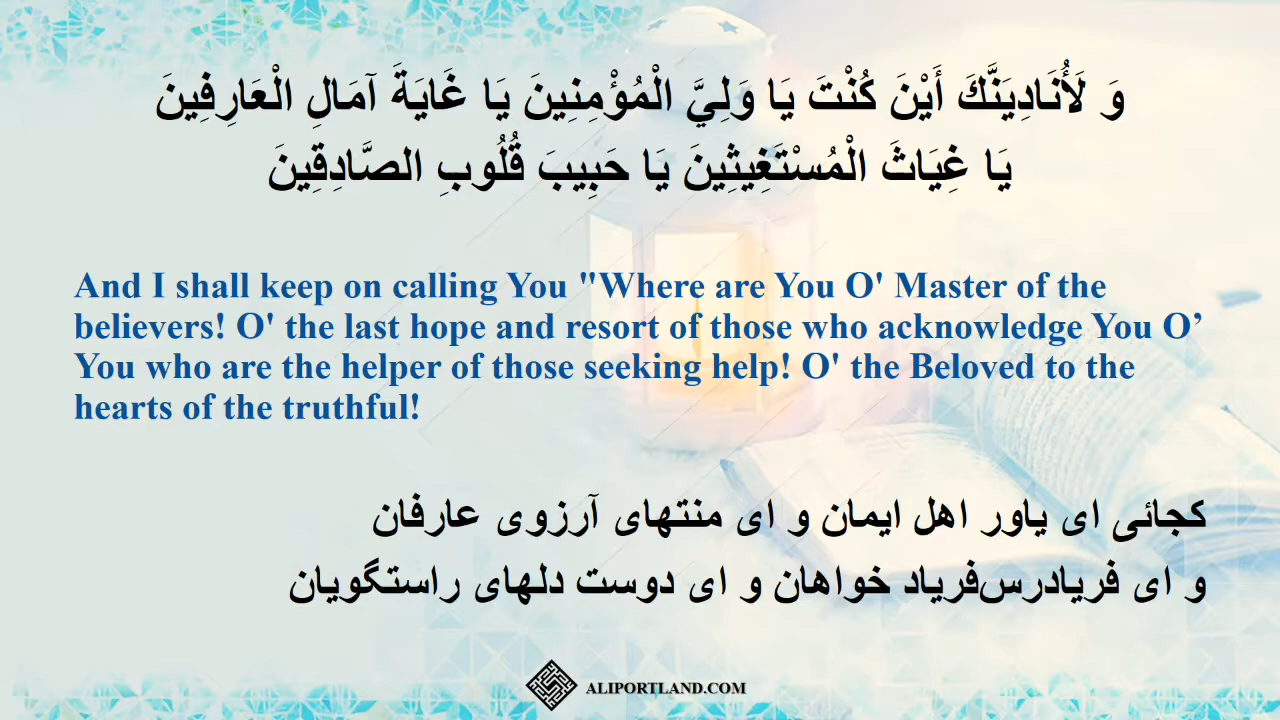 وَ لَأُنَادِيَنَّكَ أَيْنَ كُنْتَ يَا وَلِيَّ الْمُؤْمِنِينَ يَا غَايَةَ آمَالِ الْعَارِفِينَ
يَا غِيَاثَ الْمُسْتَغِيثِينَ يَا حَبِيبَ قُلُوبِ الصَّادِقِينَ
And I shall keep on calling You "Where are You O' Master of the
believers! O' the last hope and resort of those who acknowledge You O’
You who are the helper of those seeking help! O' the Beloved to the
hearts of the truthful!
کجائی ای یاور اهل ایمان و ای منتهای آرزوی عارفان
و ای فریادرس‌فریاد خواهان و ای دوست دلهای راستگویان
ALIPORTLAND.COM